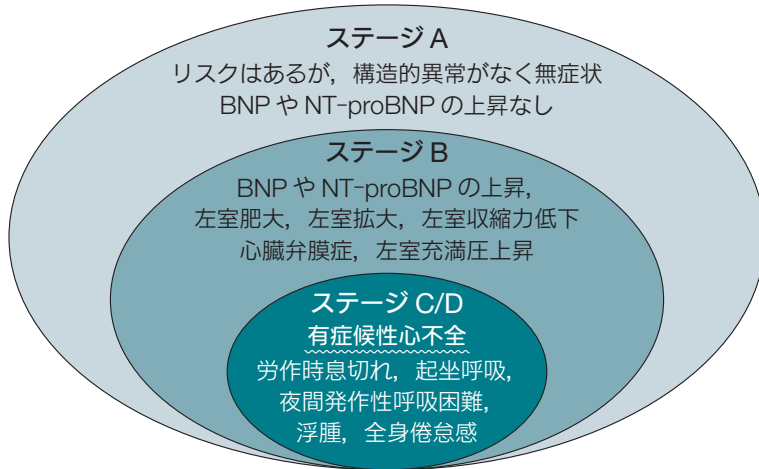 ステージ A
リスクはあるが，構造的異常がなく無症状
BNP や NT-proBNP の上昇なし
ステージ B
BNP や NT-proBNP の上昇，
左室肥大，左室拡大，左室収縮力低下
心臓弁膜症，左室充満圧上昇
ステージ C/D
有症候性心不全
労作時息切れ，起坐呼吸，
夜間発作性呼吸困難，
浮腫，全身倦怠感